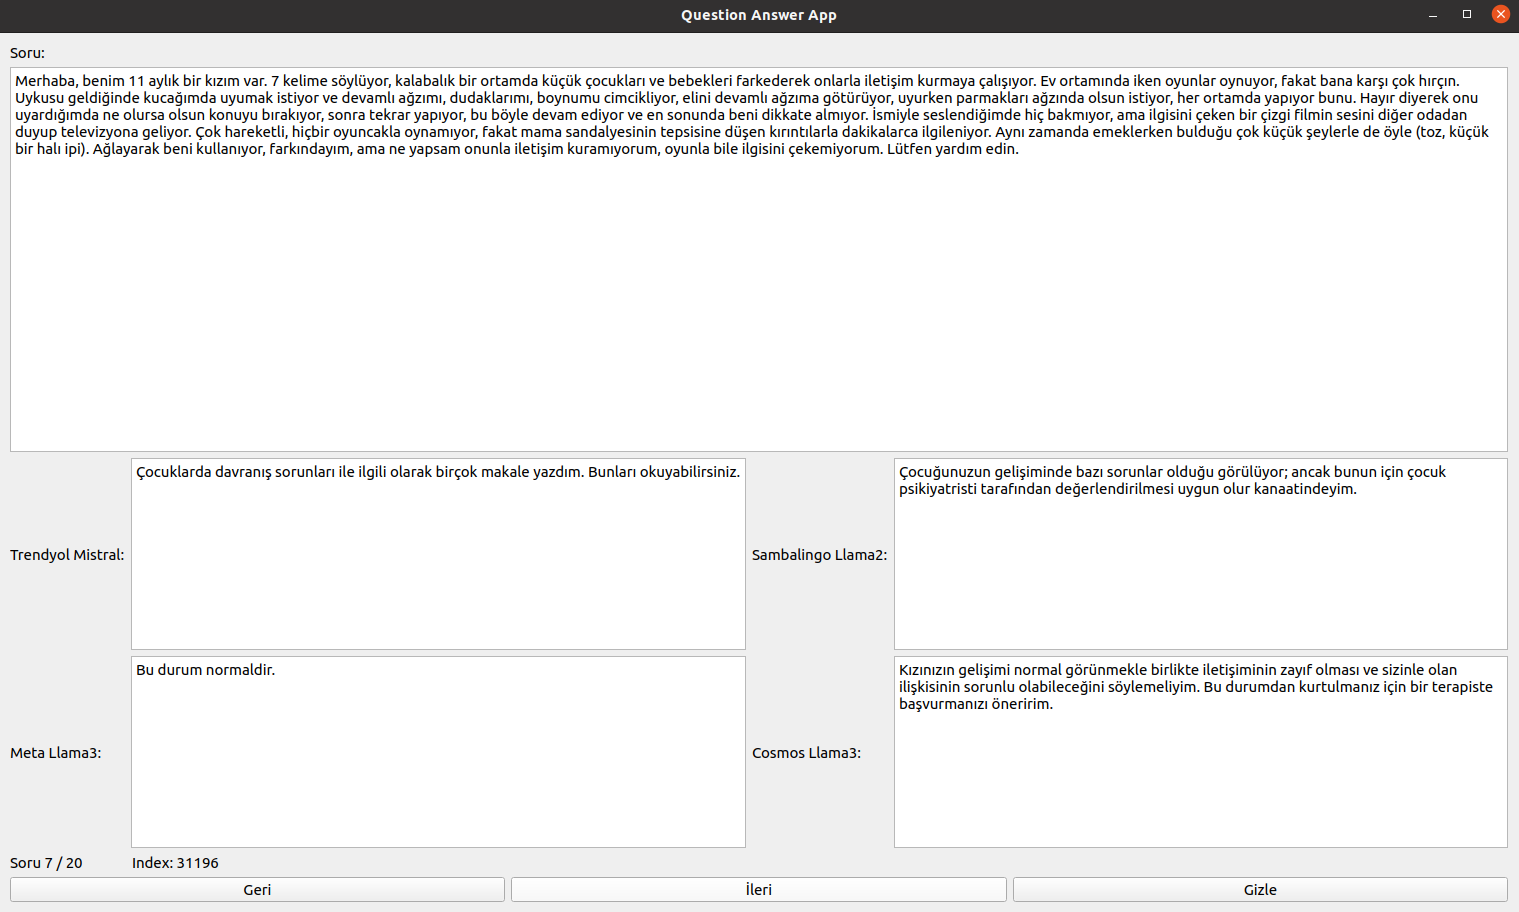 Question Answer App
Soru:
Merhaba, benim 11 aylık bir kızım var. 7 kelime söylüyor, kalabalık bir ortamda küçük çocukları ve bebekleri farkederek onlarla iletişim kurmaya çalışıyor. Ev ortamında iken oyunlar oynuyor, fakat bana karşı çok hırçın.
Uykusu geldiğinde kucağımda uyumak istiyor ve devamlı ağzımı, dudaklarımı, boynumu cimcikliyor, elini devamlı ağzıma götürüyor, uyurken parmakları ağzında olsun istiyor, her ortamda yapıyor bunu. Hayır diyerek onu
uyardığımda ne olursa olsun konuyu bırakıyor, sonra tekrar yapıyor, bu böyle devam ediyor ve en sonunda beni dikkate almıyor. İsmiyle seslendiğimde hiç bakmıyor, ama ilgisini çeken bir çizgi filmin sesini diğer odadan
duyup televizyona geliyor. Çok hareketli, hiçbir oyuncakla oynamıyor, fakat mama sandalyesinin tepsisine düşen kırıntılarla dakikalarca ilgileniyor. Aynı zamanda emeklerken bulduğu çok küçük şeylerle de öyle (toz, küçük
bir halı ipi). Ağlayarak beni kullanıyor, farkındayım, ama ne yapsam onunla iletişim kuramıyorum, oyunla bile ilgisini çekemiyorum. Lütfen yardım edin.
Trendyol Mistral:
Çocuklarda davranış sorunları ile ilgili olarak birçok makale yazdım. Bunları okuyabilirsiniz.
Sambalingo Llama2:
Çocuğunuzun gelişiminde bazı sorunlar olduğu görülüyor; ancak bunun için çocuk
psikiyatristi tarafından değerlendirilmesi uygun olur kanaatindeyim.
Meta Llama3:
Bu durum normaldir.
Cosmos Llama3:
Kızınızın gelişimi normal görünmekle birlikte iletişiminin zayıf olması ve sizinle olan
ilişkisinin sorunlu olabileceğini söylemeliyim. Bu durumdan kurtulmanız için bir terapiste
başvurmanızı öneririm.
Soru 7 / 20
Index: 31196
Geri
İleri
Gizle